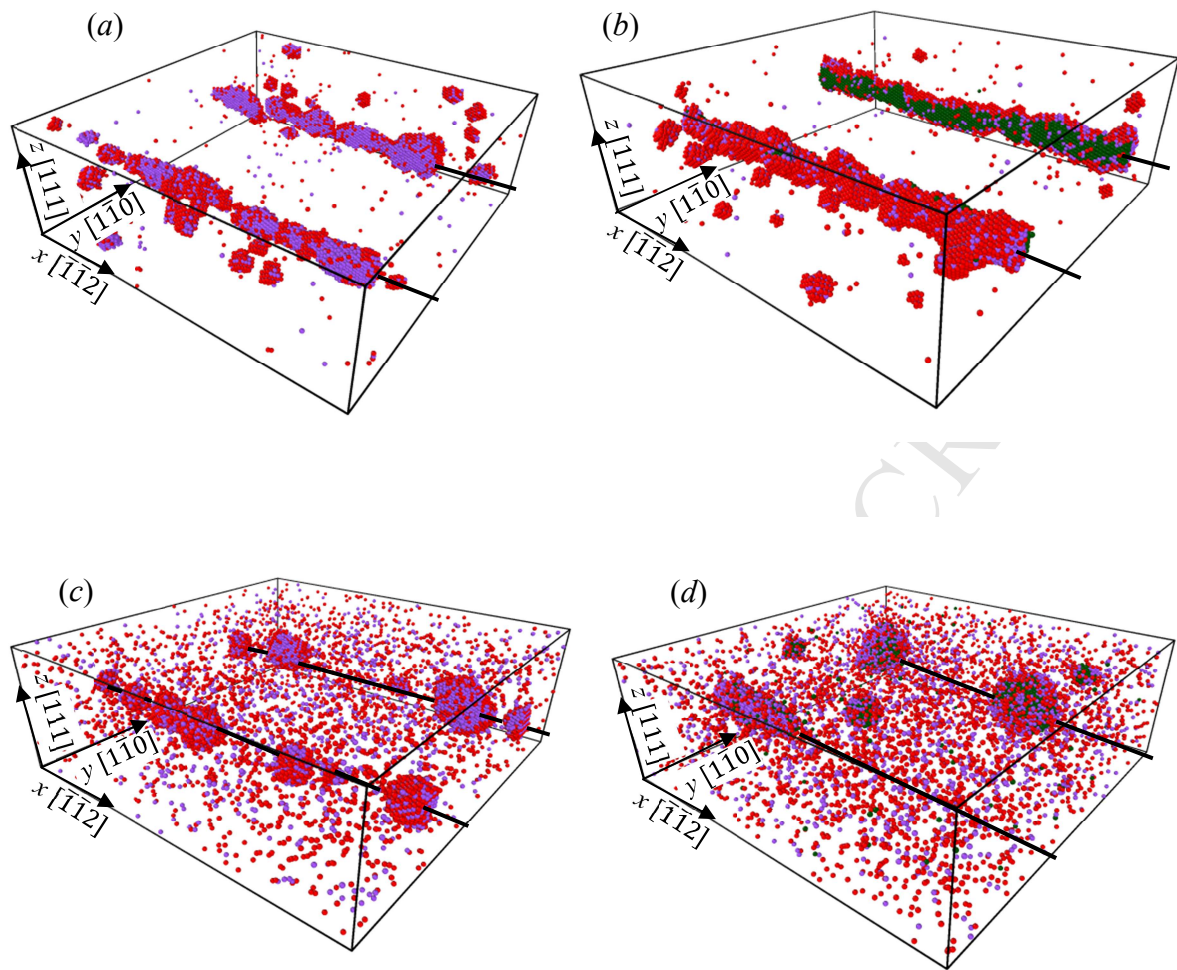 (a)
z [111]
y [11̄0]
x [1̄1̄2]
(b)
z [111]
y [11̄0]
x [1̄1̄2]
(c)
z [111]
y [11̄0]
x [1̄1̄2]
(d)
z [111]
y [11̄0]
x [1̄1̄2]